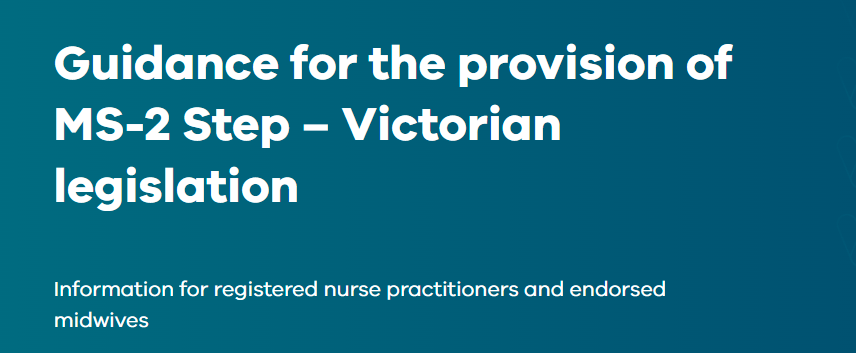 Guidance for the provision of
MS-2 Step – Victorian
legislation
Information for registered nurse practitioners and endorsed
midwives